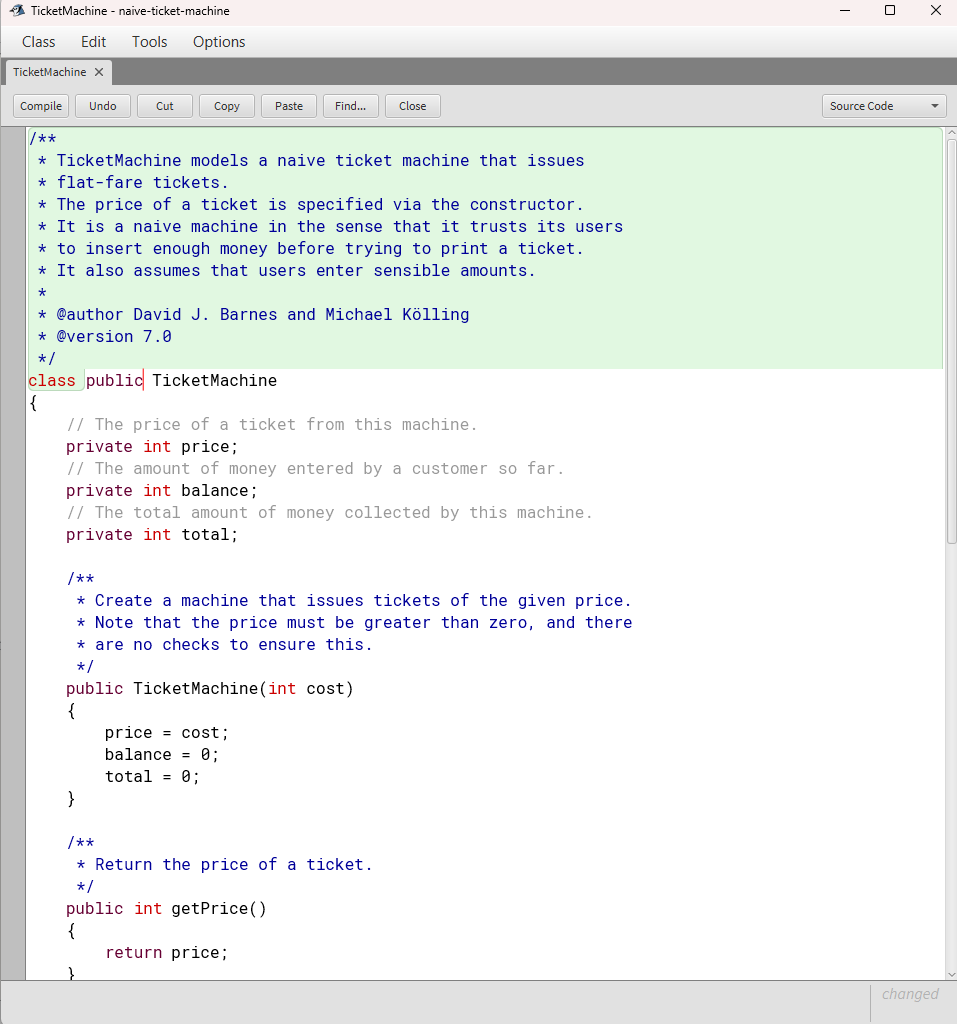 TicketMachine - naive-ticket-machine
Class Edit Tools Options
TicketMachine
Compile Undo Cut Copy Paste Find... Close Source Code
/**
 * TicketMachine models a naive ticket machine that issues
 * flat-fare tickets.
 * The price of a ticket is specified via the constructor.
 * It is a naive machine in the sense that it trusts its users
 * to insert enough money before trying to print a ticket.
 * It also assumes that users enter sensible amounts.
 *
 * @author David J. Barnes and Michael Kölling
 * @version 7.0
 */
class public TicketMachine
{
    // The price of a ticket from this machine.
    private int price;
    // The amount of money entered by a customer so far.
    private int balance;
    // The total amount of money collected by this machine.
    private int total;

    /**
     * Create a machine that issues tickets of the given price.
     * Note that the price must be greater than zero, and there
     * are no checks to ensure this.
     */
    public TicketMachine(int cost)
    {
        price = cost;
        balance = 0;
        total = 0;
    }

    /**
     * Return the price of a ticket.
     */
    public int getPrice()
    {
        return price;
    }
changed